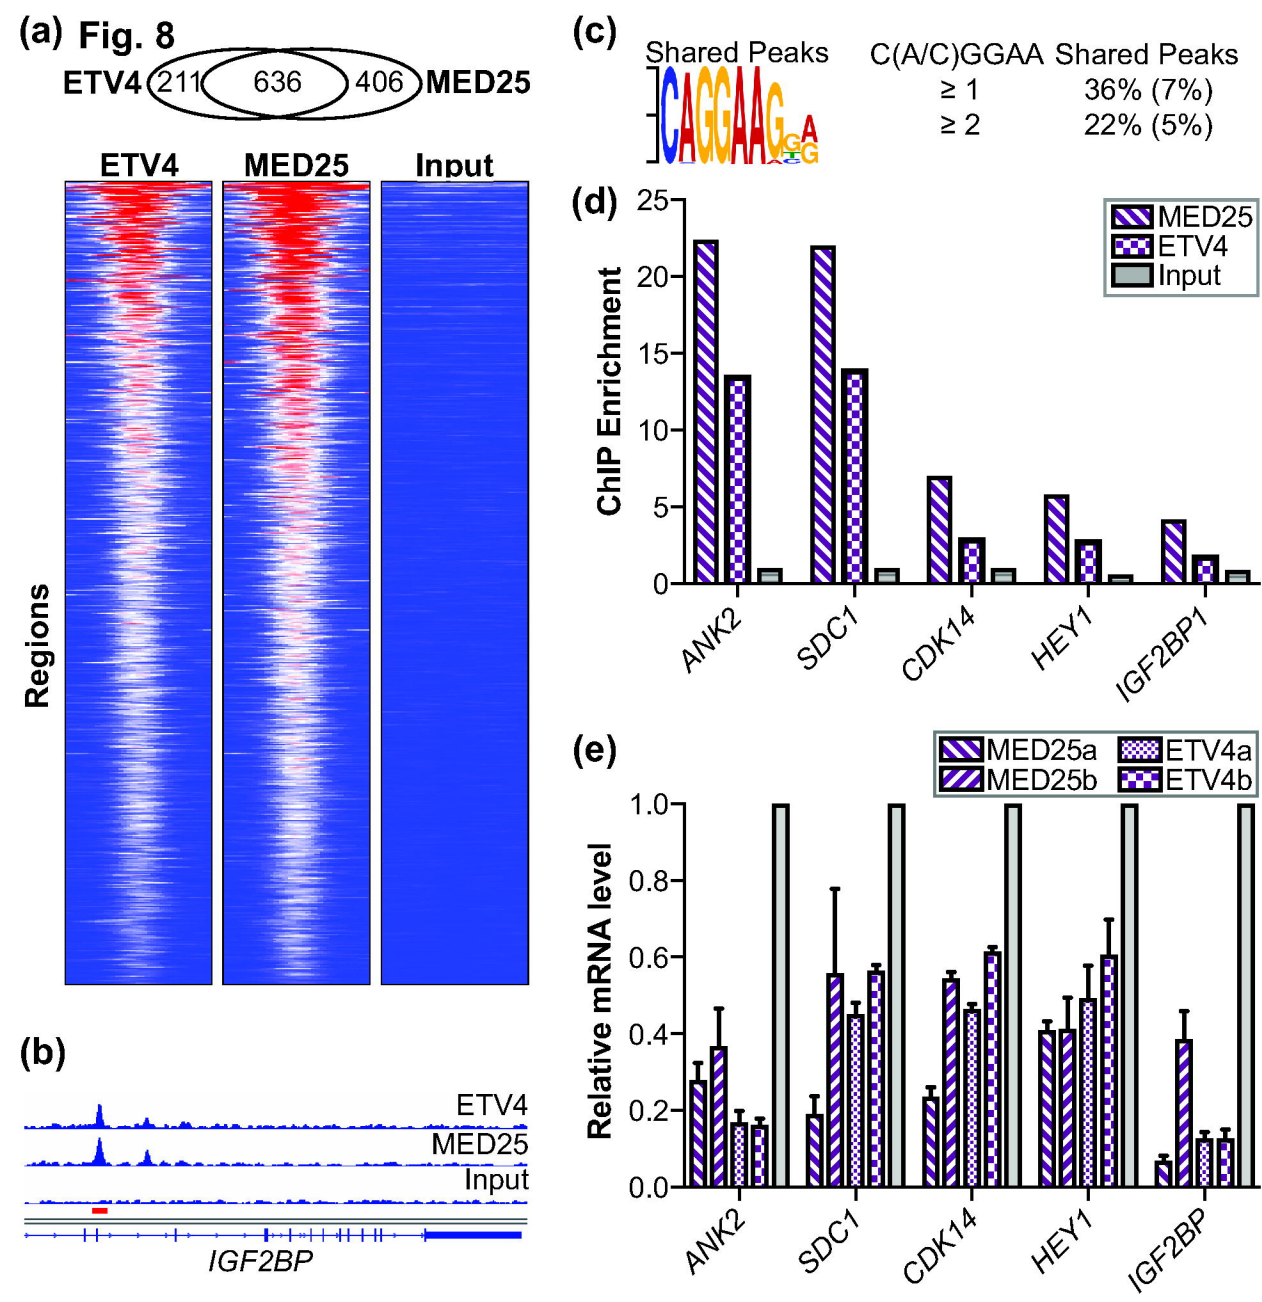 (a) Fig. 8
ETV4 211 636 406 MED25
ETV4 MED25 Input
Regions
(b)
ETV4
MED25
Input
IGF2BP
(c)
Shared Peaks C(A/C)GGAA Shared Peaks
CAGGAAG
≥ 1 36% (7%)
≥ 2 22% (5%)
(d)
MED25
ETV4
Input
ChIP Enrichment
25
20
15
10
5
0
ANK2 SDC1 CDK14 HEY1 IGF2BP1
(e)
MED25a ETV4a
MED25b ETV4b
Relative mRNA level
1.0
0.8
0.6
0.4
0.2
0.0
ANK2 SDC1 CDK14 HEY1 IGF2BP